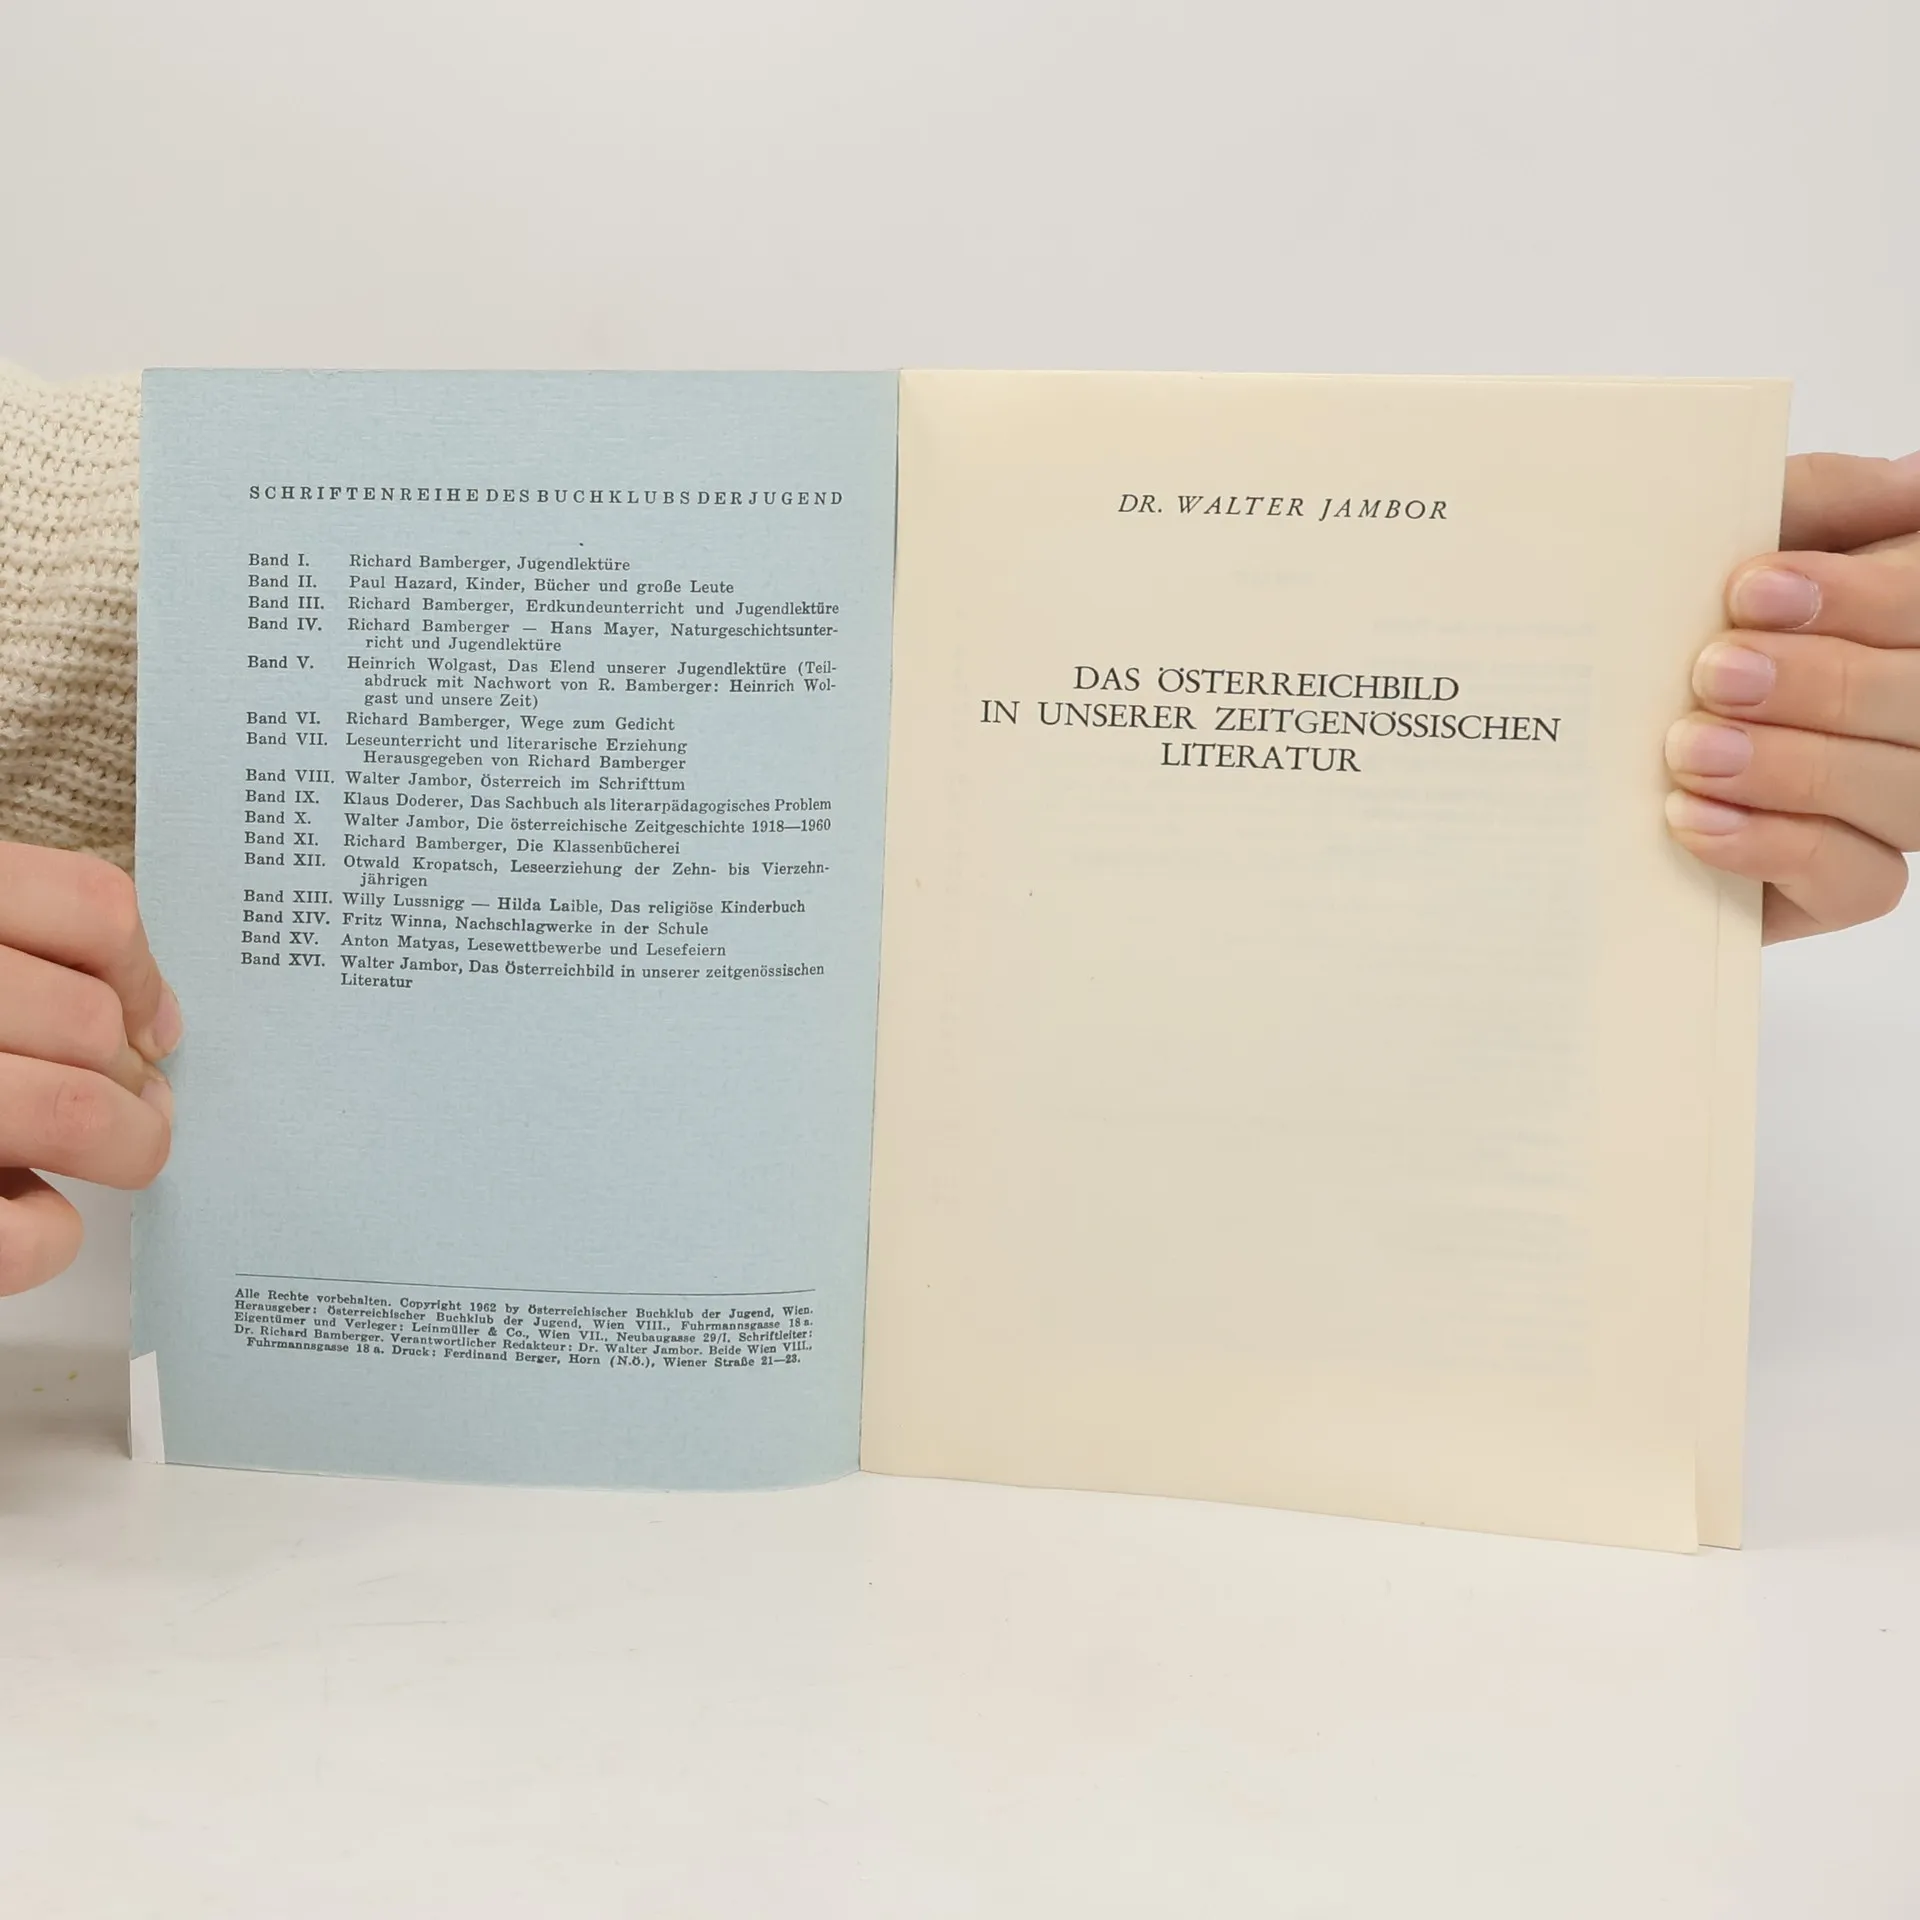 SCHRIFTENREIHE DES BUCHKLUBS DER JUGEND
Band I. Richard Bamberger, Jugendlektüre
Band II. Paul Hazard, Kinder, Bücher und große Leute
Band III. Richard Bamberger, Erdkundeunterricht und Jugendlektüre
Band IV. Richard Bamberger — Hans Mayer, Naturgeschichtsunter-
richt und Jugendlektüre
Band V. Heinrich Wolgast, Das Elend unserer Jugendlektüre (Teil-
abdruck mit Nachwort von R. Bamberger: Heinrich Wol-
gast und unsere Zeit)
Band VI. Richard Bamberger, Wege zum Gedicht
Band VII. Leseunterricht und literarische Erziehung
Herausgegeben von Richard Bamberger
Band VIII. Walter Jambor, Österreich im Schrifttum
Band IX. Klaus Doderer, Das Sachbuch als literarpädagogisches Problem
Band X. Walter Jambor, Die österreichische Zeitgeschichte 1918—1960
Band XI. Richard Bamberger, Die Klassenbücherei
Band XII. Otwald Kropatsch, Leseerziehung der Zehn- bis Vierzehn-
jährigen
Band XIII. Willy Lussnigg — Hilda Laible, Das religiöse Kinderbuch
Band XIV. Fritz Winna, Nachschlagwerke in der Schule
Band XV. Anton Matyas, Lesewettbewerbe und Lesefeiern
Band XVI. Walter Jambor, Das Österreichbild in unserer zeitgenössischen
Literatur
Alle Rechte vorbehalten. Copyright 1962 by Österreichischer Buchklub der Jugend, Wien.
Herausgeber: Österreichischer Buchklub der Jugend, Wien VIII., Fuhrmannsgasse 18 a.
Eigentümer und Verleger: Leinmüller & Co., Wien VII., Neubaugasse 29/I. Schriftleiter:
Dr. Richard Bamberger. Verantwortlicher Redakteur: Dr. Walter Jambor. Beide Wien VIII.,
Fuhrmannsgasse 18 a. Druck: Ferdinand Berger, Horn (N.Ö.), Wiener Straße 21—23.
DR. WALTER JAMBOR
DAS ÖSTERREICHBILD
IN UNSERER ZEITGENÖSSISCHEN
LITERATUR